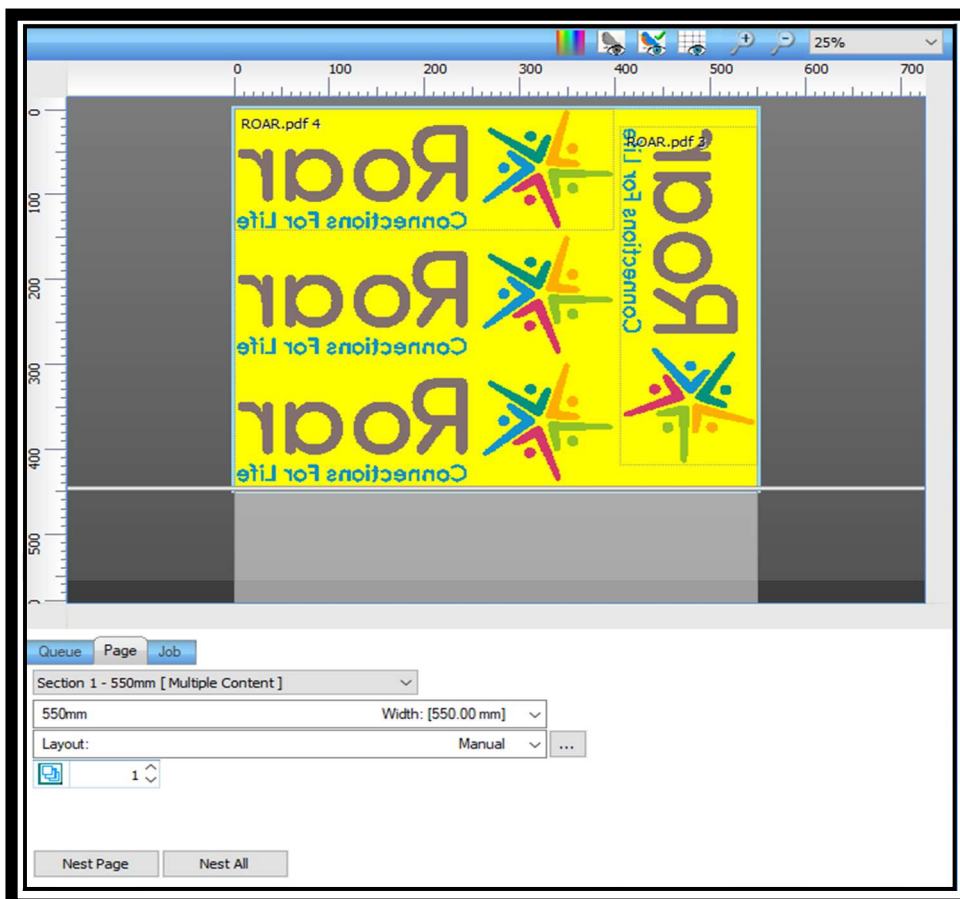 25%
0 100 200 300 400 500 600 700
0
100
200
300
400
500
ROAR.pdf 4
Roar
Connections For Life
Roar
Connections For Life
Roar
Connections For Life
ROAR.pdf 3
Roar
Connections For Life
Queue Page Job
Section 1 - 550mm [ Multiple Content ]
550mm Width: [550.00 mm]
Layout: Manual ...
1
Nest Page Nest All